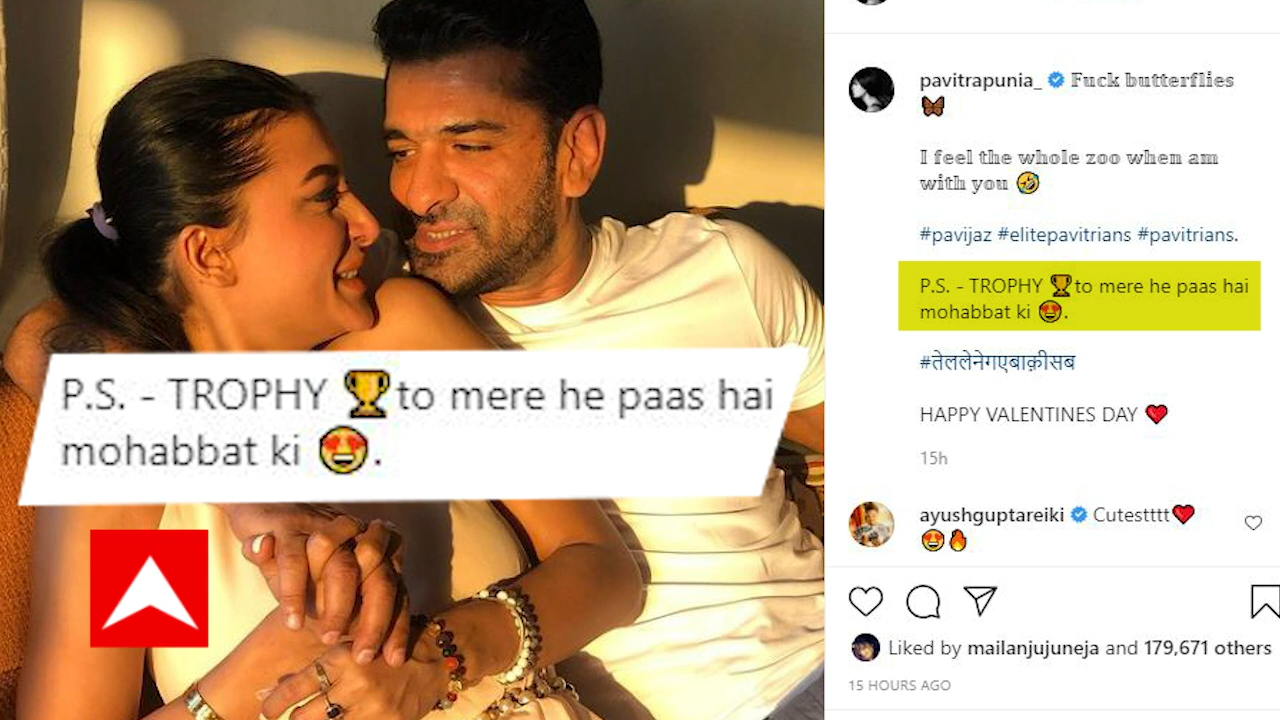 P.S. - TROPHY 🏆to mere he paas hai
mohabbat ki 😍.
pavitrapunia_ 𝔽𝕦𝕔𝕜 𝕓𝕦𝕥𝕥𝕖𝕣𝕗𝕝𝕚𝕖𝕤
🦋
𝕀 𝕗𝕖𝕖𝕝 𝕥𝕙𝕖 𝕨𝕙𝕠𝕝𝕖 𝕫𝕠𝕠 𝕨𝕙𝕖𝕟 𝕒𝕞
𝕨𝕚𝕥𝕙 𝕪𝕠𝕦 🤣
#pavijaz #elitepavitrians #pavitrians.
P.S. - TROPHY 🏆to mere he paas hai
mohabbat ki 😍.
#तेललेनेगएबाक़ीसब
HAPPY VALENTINES DAY ❤️
15h
ayushguptareiki Cutestttt❤️
😍🔥
Liked by mailanjujuneja and 179,671 others
15 HOURS AGO